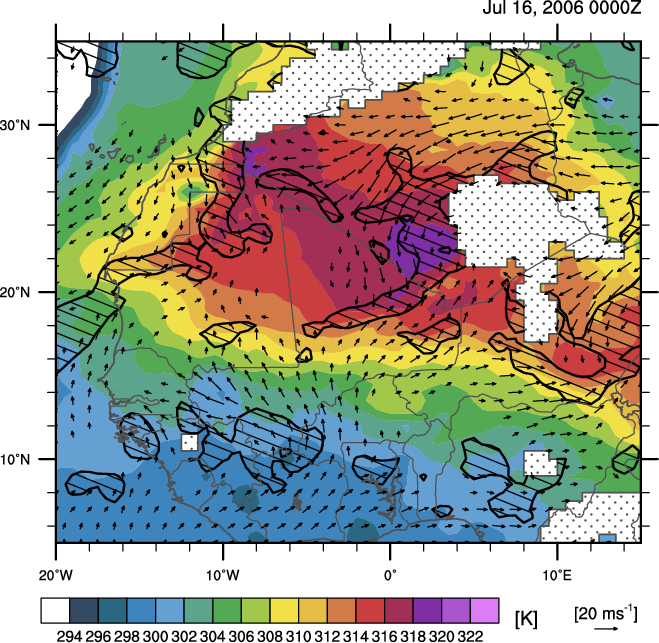 Jul 16, 2006 0000Z
30°N
20°N
10°N
20°W 10°W 0° 10°E
294 296 298 300 302 304 306 308 310 312 314 316 318 320 322 [K] [20 ms⁻¹]